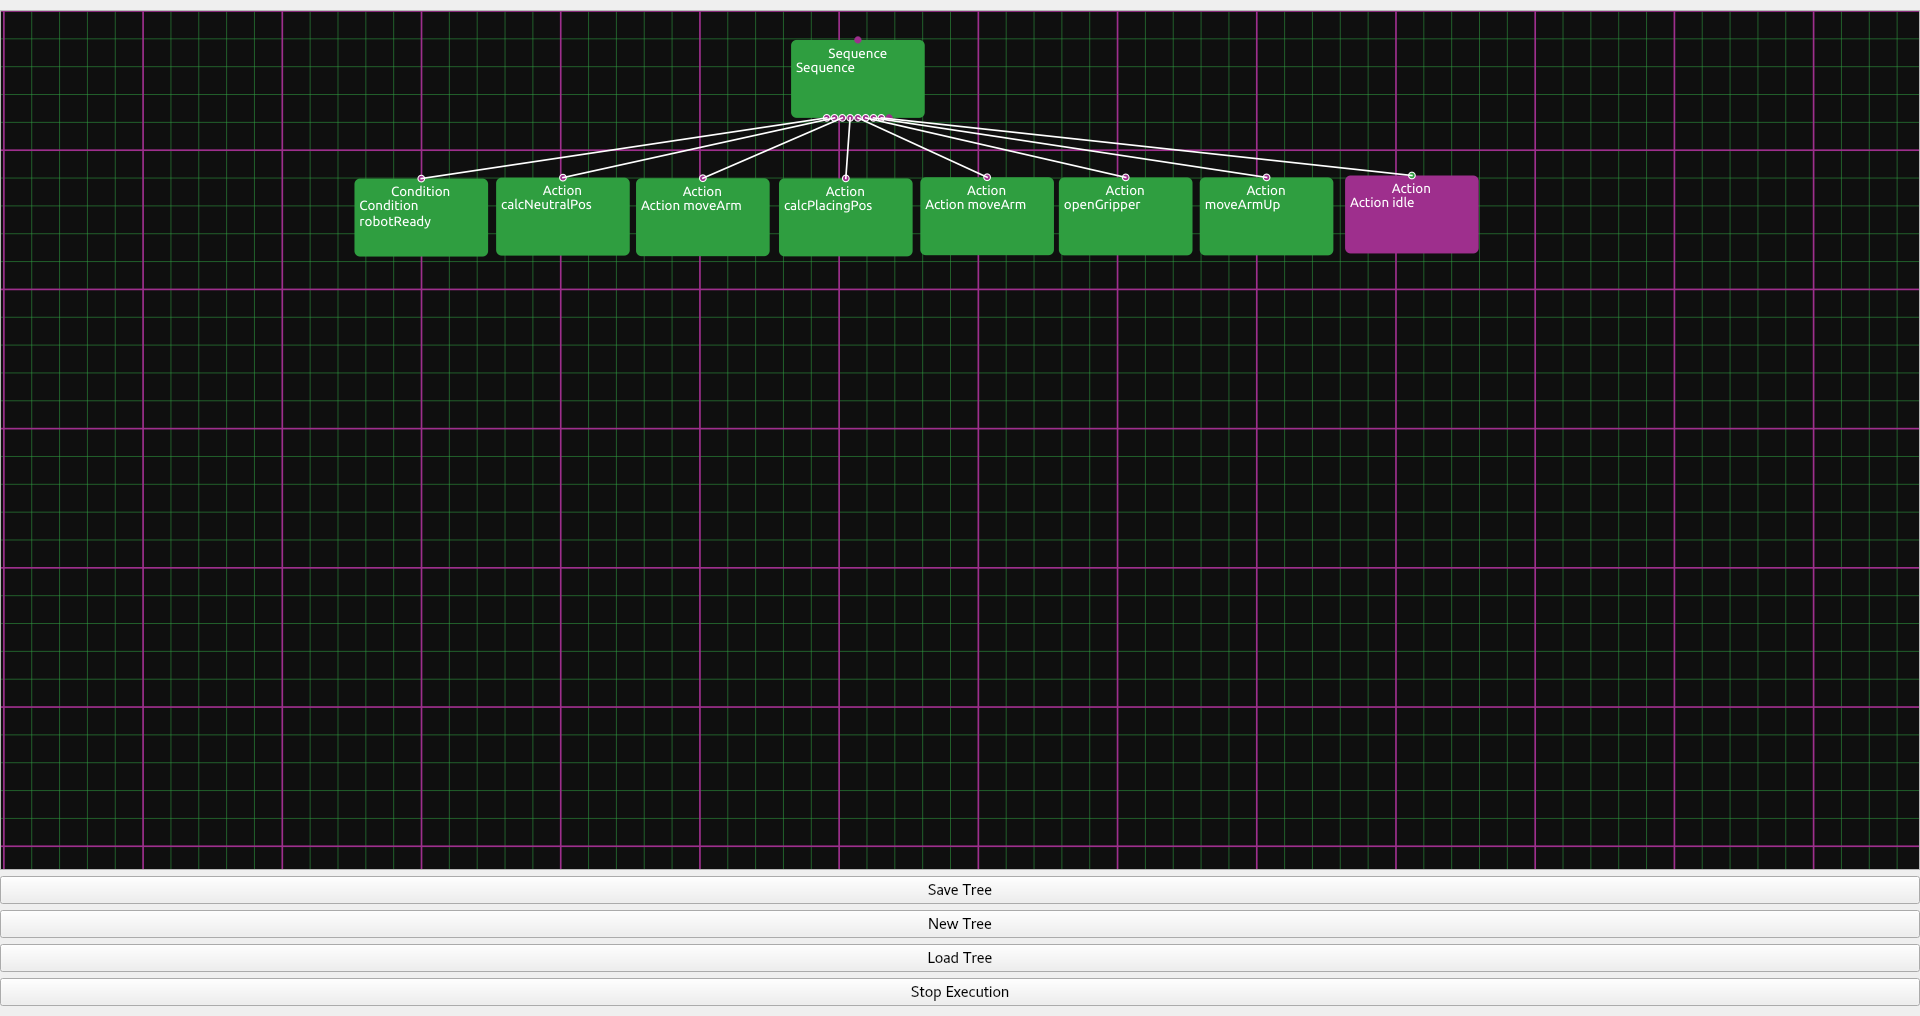 Sequence
Sequence
Condition
Condition
robotReady
Action
calcNeutralPos
Action
Action moveArm
Action
calcPlacingPos
Action
Action moveArm
Action
openGripper
Action
moveArmUp
Action
Action idle
Save Tree
New Tree
Load Tree
Stop Execution